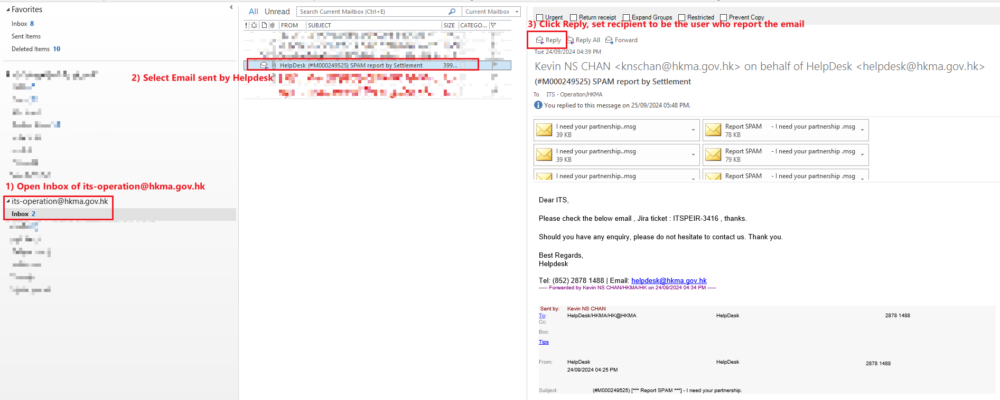 Favorites
Inbox 8
Sent Items
Deleted Items 10
1) Open Inbox of its-operation@hkma.gov.hk
its-operation@hkma.gov.hk
Inbox 2
All Unread Search Current Mailbox (Ctrl+E) Current Mailbox
! FROM SUBJECT SIZE CATEGO...
HelpDesk (#M000249525) SPAM report by Settlement 399...
2) Select Email sent by Helpdesk
Urgent Return receipt Expand Groups Restricted Prevent Copy
3) Click Reply, set recipient to be the user who report the email
Reply Reply All Forward
Tue 24/09/2024 04:39 PM
Kevin NS CHAN <knschan@hkma.gov.hk> on behalf of HelpDesk <helpdesk@hkma.gov.hk>
(#M000249525) SPAM report by Settlement
To ITS - Operation/HKMA
You replied to this message on 25/09/2024 05:48 PM.
I need your partnership..msg
39 KB
Report SPAM - I need your partnership .msg
78 KB
I need your partnership..msg
39 KB
Report SPAM - I need your partnership .msg
79 KB
I need your partnership..msg
Report SPAM - I need your partnership .msg
Dear ITS,
Please check the below email , Jira ticket : ITSPEIR-3416 , thanks.
Should you have any enquiry, please do not hesitate to contact us. Thank you.
Best Regards,
Helpdesk
Tel: (852) 2878 1488 | Email: helpdesk@hkma.gov.hk
----- Forwarded by Kevin NS CHAN/HKMA/HK on 24/09/2024 04:34 PM -----
Sent by: Kevin NS CHAN
To: HelpDesk/HKMA/HK@HKMA HelpDesk 2878 1488
Cc:
Bcc:
Tips
From: HelpDesk HelpDesk 2878 1488
24/09/2024 04:25 PM
Subject (#M000249525) [*** Report SPAM ***] - I need your partnership.